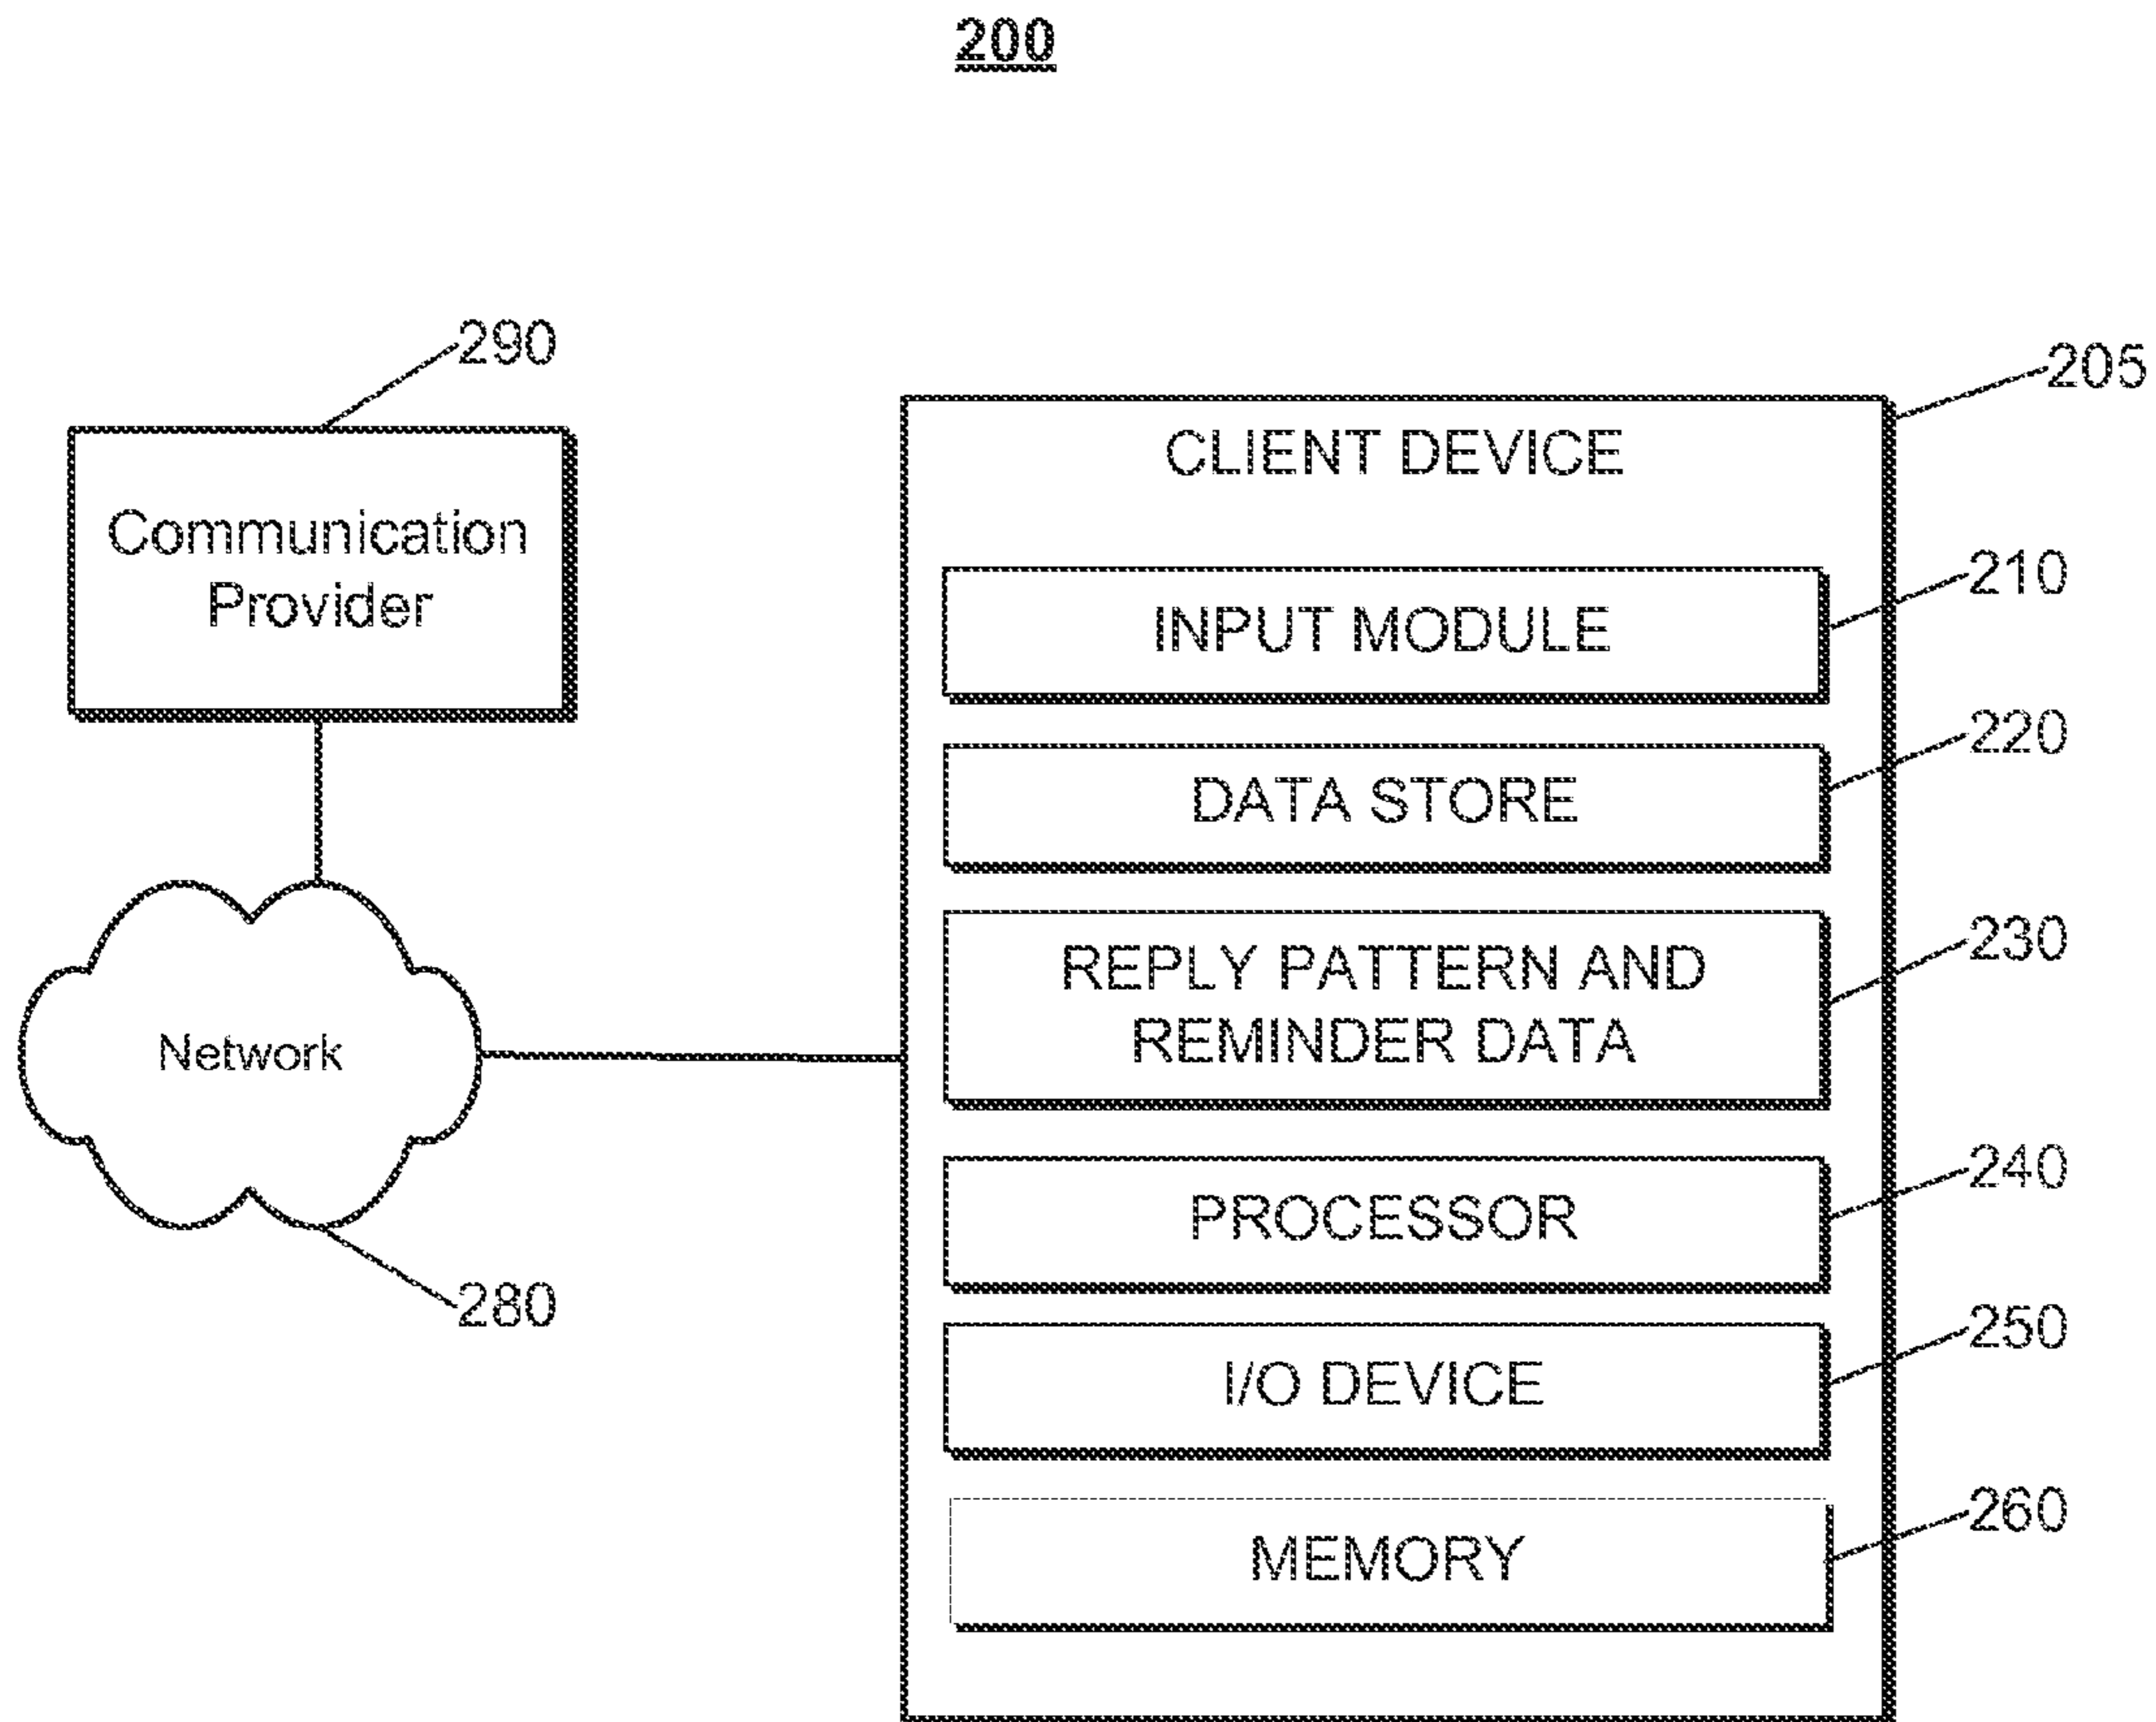 200
290
205
CLIENT DEVICE
Communication
Provider
210
INPUT MODULE
220
DATA STORE
230
REPLY PATTERN AND
REMINDER DATA
Network
240
PROCESSOR
280
250
I/O DEVICE
260
MEMORY